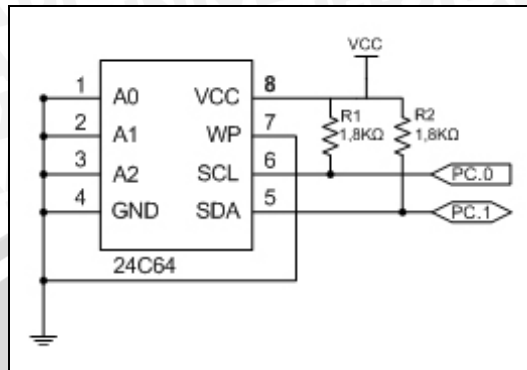 VCC
1 A0 VCC 8
2 A1 WP 7
3 A2 SCL 6
4 GND SDA 5
24C64
R1
1,8KΩ
R2
1,8KΩ
PC.0
PC.1